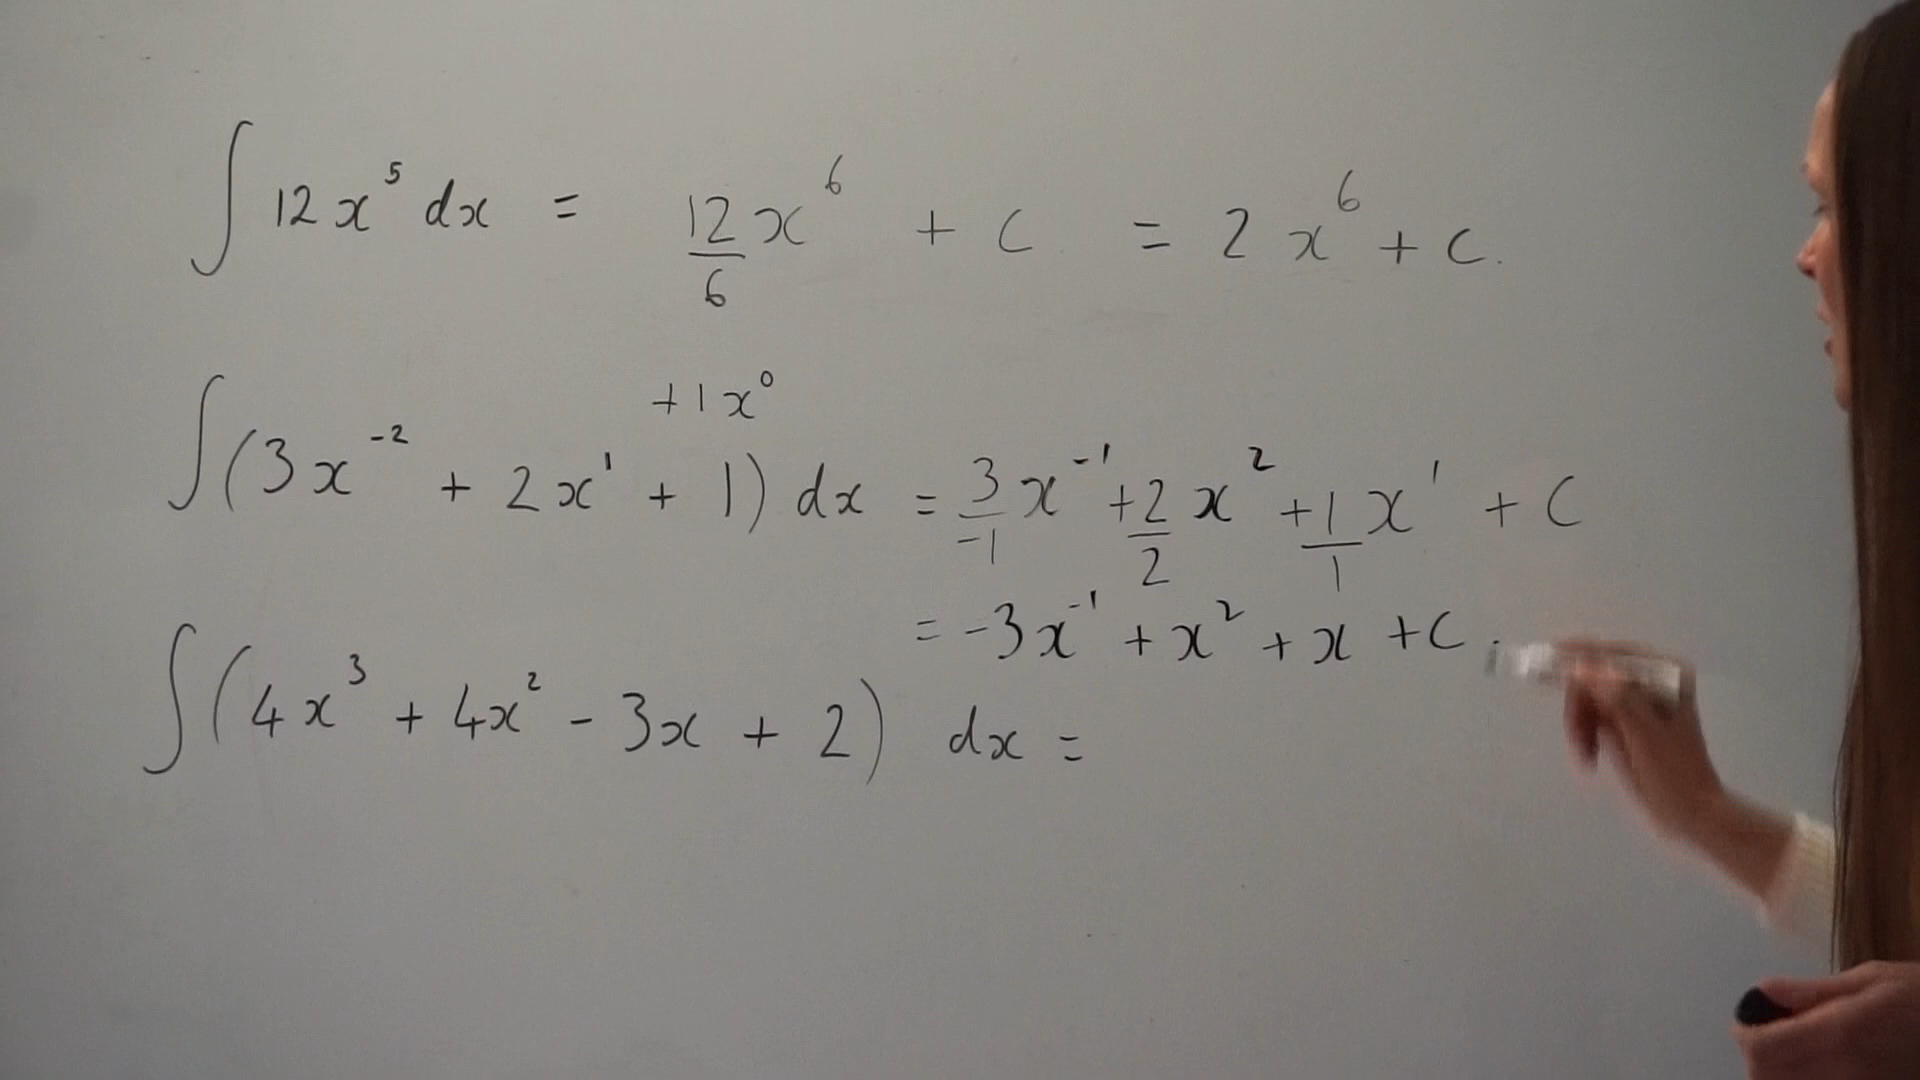 ∫ 12x⁵ dx = 12/6 x⁶ + C = 2x⁶ + C.
+1x⁰
∫(3x⁻² + 2x¹ + 1) dx = 3/-1 x⁻¹ + 2/2 x² + 1/1 x¹ + C
= -3x⁻¹ + x² + x + C.
∫(4x³ + 4x² - 3x + 2) dx =